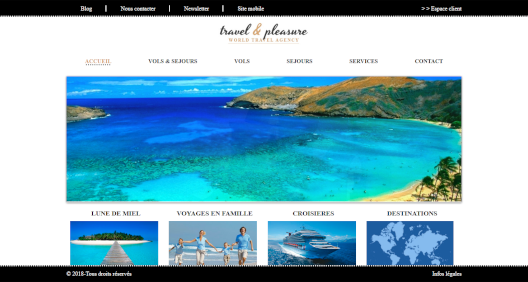 Blog Nous contacter Newsletter Site mobile > > Espace client
travel & pleasure
WORLD TRAVEL AGENCY
ACCUEIL VOLS & SEJOURS VOLS SEJOURS SERVICES CONTACT
LUNE DE MIEL VOYAGES EN FAMILLE CROISIERES DESTINATIONS
© 2018-Tous droits réservés Infos légales